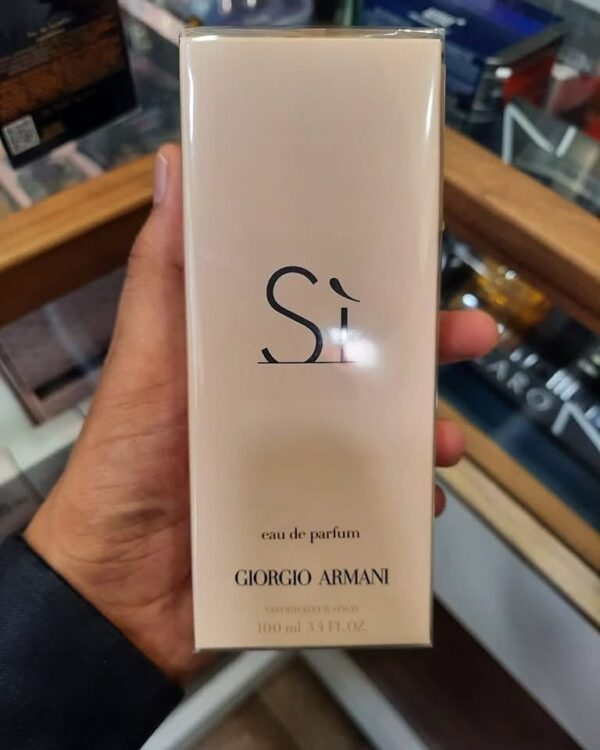 Sì
eau de parfum
GIORGIO ARMANI
VAPORISATEUR SPRAY
100 ml 3.4 FL.OZ.